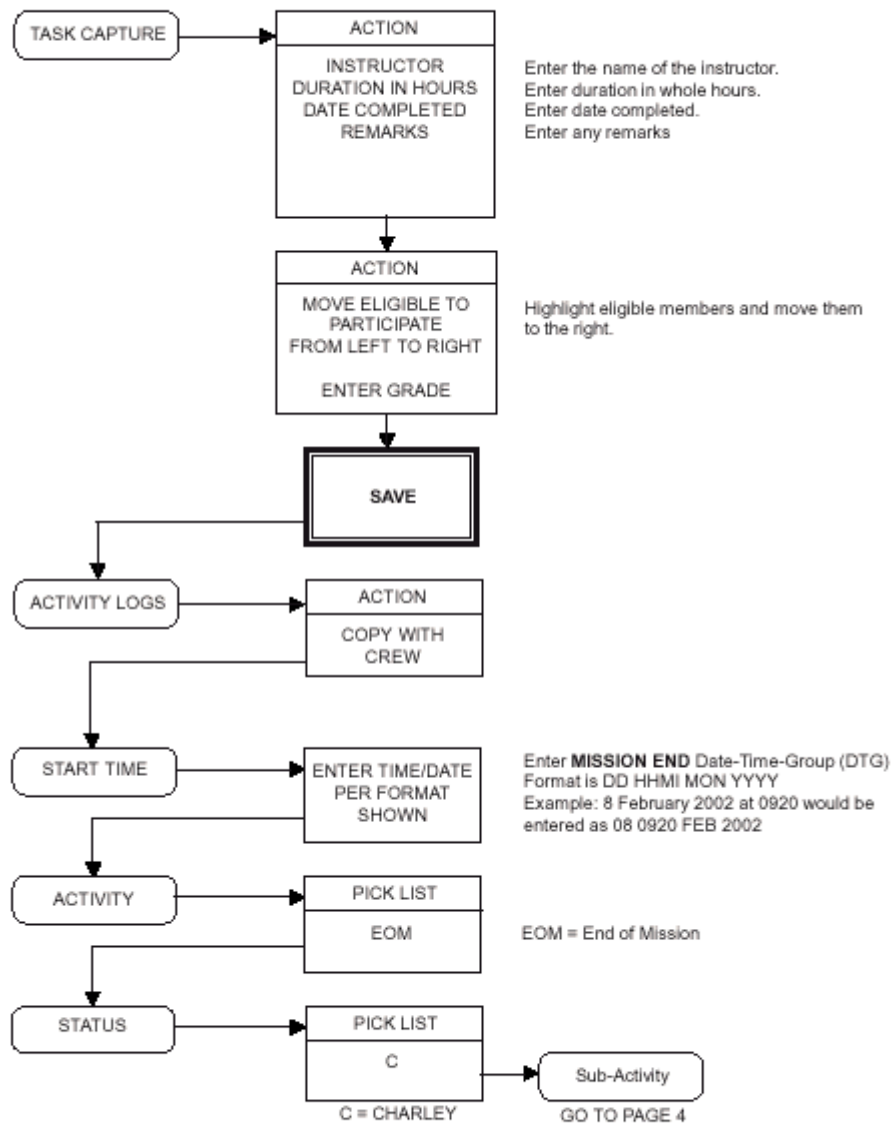 TASK CAPTURE
ACTION
INSTRUCTOR
DURATION IN HOURS
DATE COMPLETED
REMARKS
Enter the name of the instructor.
Enter duration in whole hours.
Enter date completed.
Enter any remarks
ACTION
MOVE ELIGIBLE TO
PARTICIPATE
FROM LEFT TO RIGHT
ENTER GRADE
Highlight eligible members and move them
to the right.
SAVE
ACTIVITY LOGS
ACTION
COPY WITH
CREW
START TIME
ENTER TIME/DATE
PER FORMAT
SHOWN
Enter MISSION END Date-Time-Group (DTG)
Format is DD HHMI MON YYYY
Example: 8 February 2002 at 0920 would be
entered as 08 0920 FEB 2002
ACTIVITY
PICK LIST
EOM
EOM = End of Mission
STATUS
PICK LIST
C
C = CHARLEY
Sub-Activity
GO TO PAGE 4